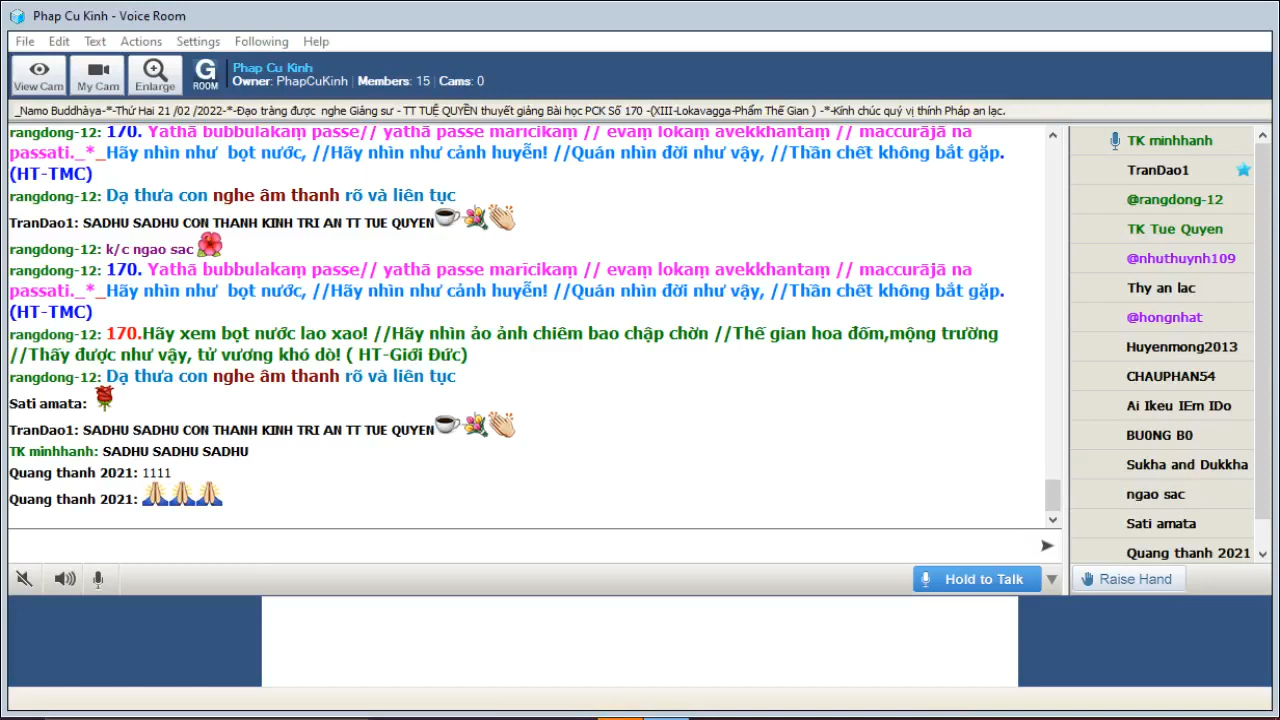 Phap Cu Kinh - Voice Room
File Edit Text Actions Settings Following Help
View Cam My Cam Enlarge G ROOM
Phap Cu Kinh
Owner: PhapCuKinh | Members: 15 | Cams: 0
_Namo Buddhàya-*-Thứ Hai 21 /02 /2022-*-Đạo tràng được nghe Giảng sư - TT TUỆ QUYỀN thuyết giảng Bài học PCK Số 170 -(XIII-Lokavagga-Phẩm Thế Gian ) -*-Kính chúc quý vị thính Pháp an lạc.
rangdong-12: 170. Yathā bubbulakaṃ passe// yathā passe marīcikaṃ // evaṃ lokaṃ avekkhantaṃ // maccurājā na
passati._*_Hãy nhìn như bọt nước, //Hãy nhìn như cảnh huyễn! //Quán nhìn đời như vậy, //Thần chết không bắt gặp.
(HT-TMC)
rangdong-12: Dạ thưa con nghe âm thanh rõ và liên tục
TranDao1: SADHU SADHU CON THANH KINH TRI AN TT TUE QUYEN
rangdong-12: k/c ngao sac
rangdong-12: 170. Yathā bubbulakaṃ passe// yathā passe marīcikaṃ // evaṃ lokaṃ avekkhantaṃ // maccurājā na
passati._*_Hãy nhìn như bọt nước, //Hãy nhìn như cảnh huyễn! //Quán nhìn đời như vậy, //Thần chết không bắt gặp.
(HT-TMC)
rangdong-12: 170.Hãy xem bọt nước lao xao! //Hãy nhìn ảo ảnh chiêm bao chập chờn //Thế gian hoa đốm,mộng trường
//Thấy được như vậy, tử vương khó dò! ( HT-Giới Đức)
rangdong-12: Dạ thưa con nghe âm thanh rõ và liên tục
Sati amata:
TranDao1: SADHU SADHU CON THANH KINH TRI AN TT TUE QUYEN
TK minhhanh: SADHU SADHU SADHU
Quang thanh 2021: 1111
Quang thanh 2021:
TK minhhanh
TranDao1
@rangdong-12
TK Tue Quyen
@nhuthuynh109
Thy an lac
@hongnhat
Huyenmong2013
CHAUPHAN54
Ai Ikeu IEm IDo
BU0NG B0
Sukha and Dukkha
ngao sac
Sati amata
Quang thanh 2021
Hold to Talk
Raise Hand